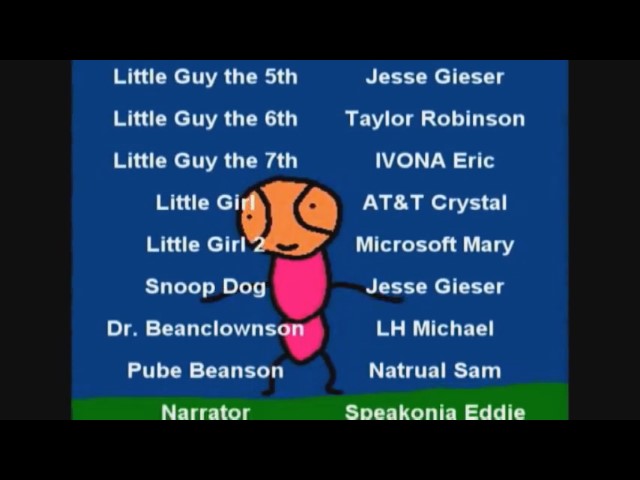 Little Guy the 5th Jesse Gieser
Little Guy the 6th Taylor Robinson
Little Guy the 7th IVONA Eric
Little Girl AT&T Crystal
Little Girl 2 Microsoft Mary
Snoop Dog Jesse Gieser
Dr. Beanclownson LH Michael
Pube Beanson Natrual Sam
Narrator Speakonia Eddie